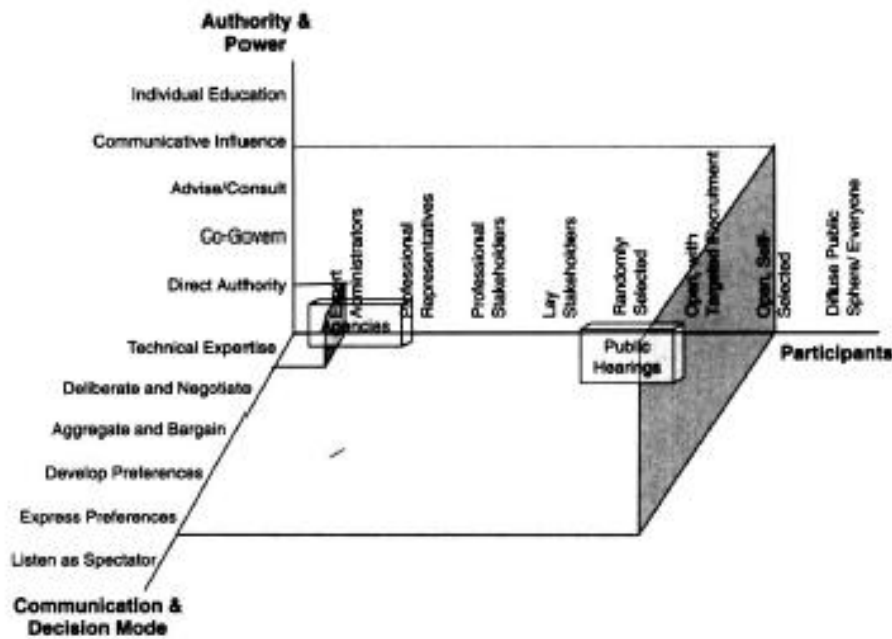 Authority &
Power
Individual Education
Communicative Influence
Advise/Consult
Co-Govern
Direct Authority
Expert
Administrators
Professional
Representatives
Professional
Stakeholders
Lay
Stakeholders
Randomly
Selected
Open, with
Targeted Recruitment
Open, Self-
Selected
Diffuse Public
Sphere/ Everyone
Agencies
Public
Hearings
Participants
Technical Expertise
Deliberate and Negotiate
Aggregate and Bargain
Develop Preferences
Express Preferences
Listen as Spectator
Communication &
Decision Mode